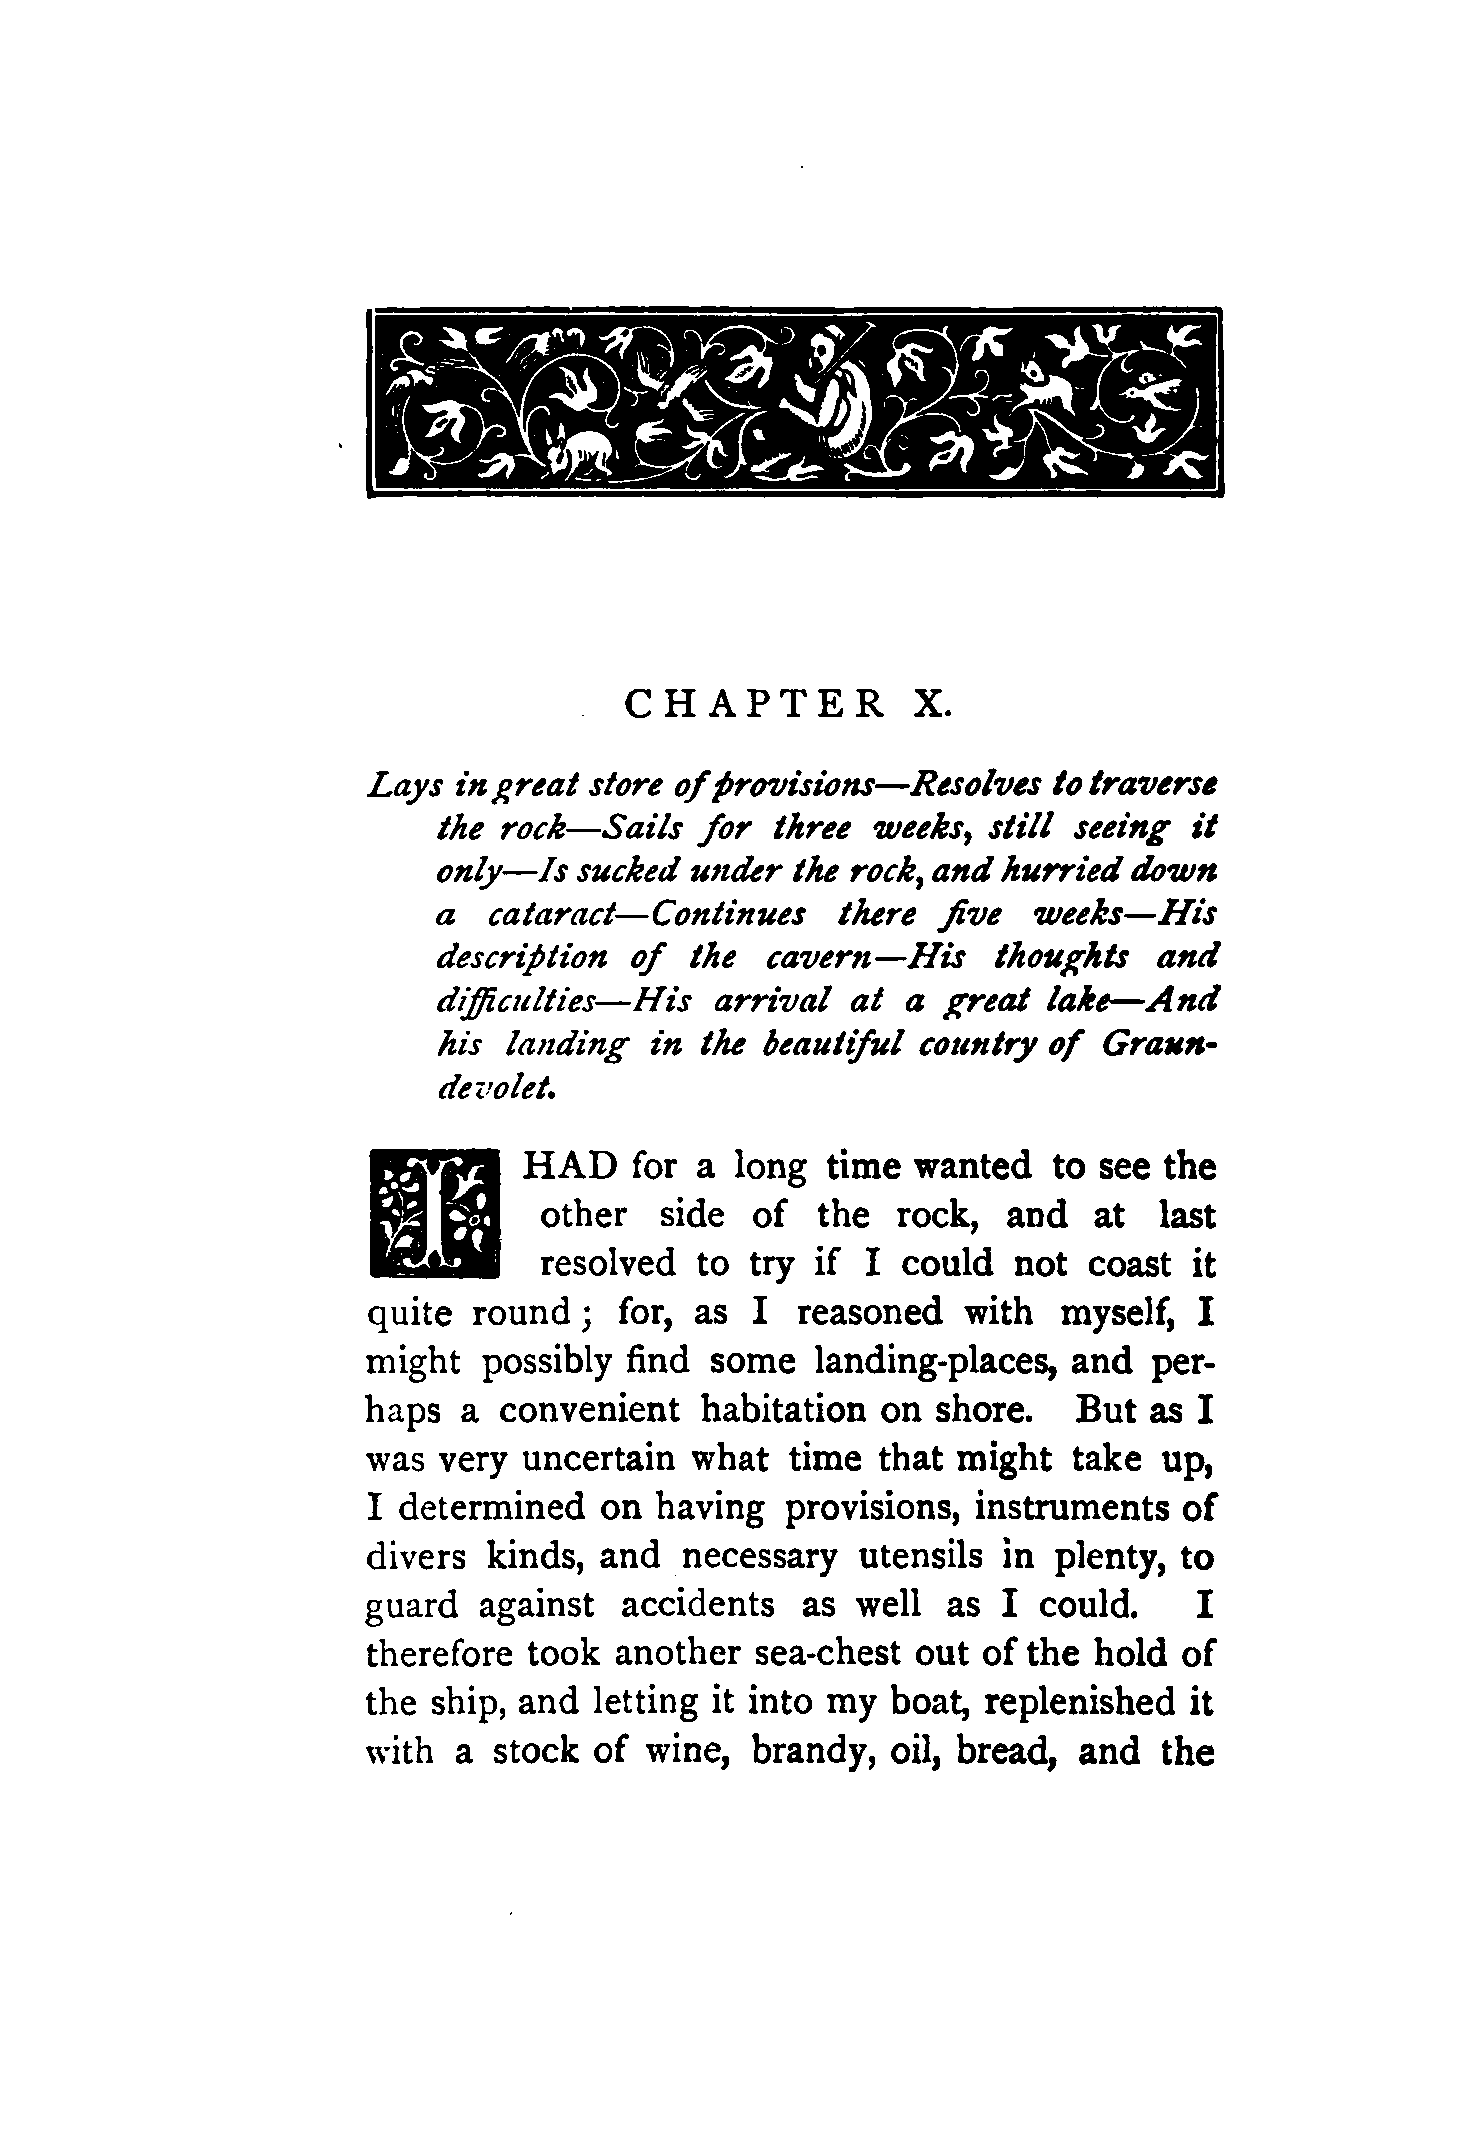 CHAPTER X.
Lays in great store of provisions—Resolves to traverse
the rock—Sails for three weeks, still seeing it
only—Is sucked under the rock, and hurried down
a cataract—Continues there five weeks—His
description of the cavern—His thoughts and
difficulties—His arrival at a great lake—And
his landing in the beautiful country of Graun-
devolet.
I HAD for a long time wanted to see the
other side of the rock, and at last
resolved to try if I could not coast it
quite round; for, as I reasoned with myself, I
might possibly find some landing-places, and per-
haps a convenient habitation on shore. But as I
was very uncertain what time that might take up,
I determined on having provisions, instruments of
divers kinds, and necessary utensils in plenty, to
guard against accidents as well as I could. I
therefore took another sea-chest out of the hold of
the ship, and letting it into my boat, replenished it
with a stock of wine, brandy, oil, bread, and the